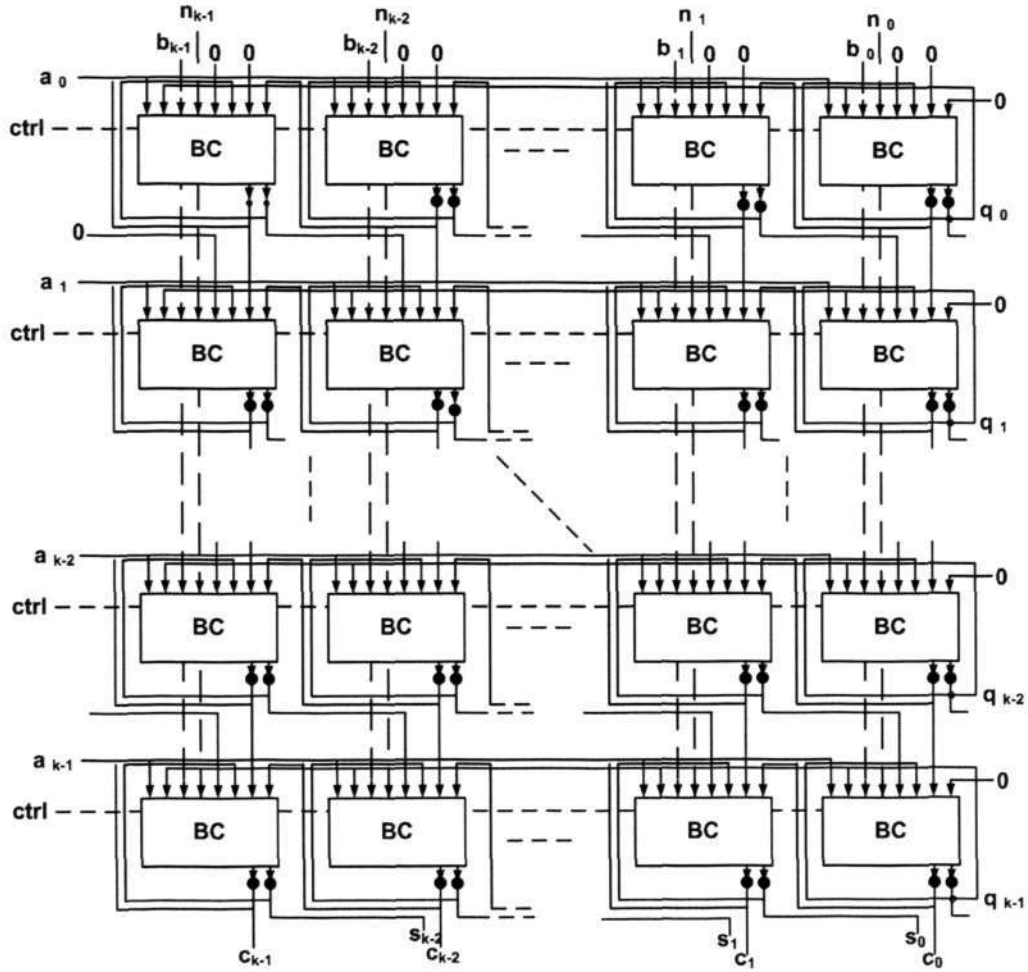 n k-1 n k-2 n 1 n 0
b k-1 0 0 b k-2 0 0 b 1 0 0 b 0 0 0
a 0
0
ctrl BC BC BC BC
q 0
0
a 1
0
ctrl BC BC BC BC
q 1
a k-2
0
ctrl BC BC BC BC
q k-2
a k-1
0
ctrl BC BC BC BC
q k-1
s k-2 s 1 s 0
c k-1 c k-2 c 1 c 0